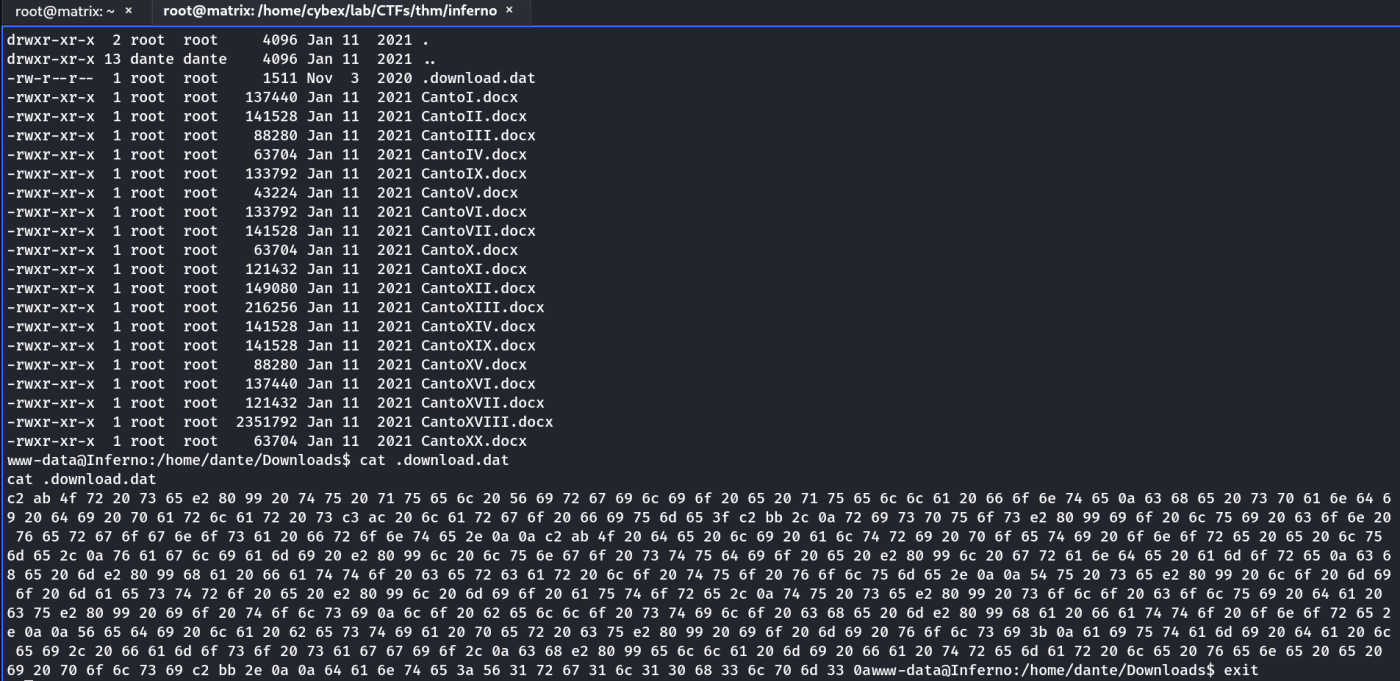 root@matrix: ~ × root@matrix: /home/cybex/lab/CTFs/thm/inferno ×
drwxr-xr-x 2 root root 4096 Jan 11 2021 .
drwxr-xr-x 13 dante dante 4096 Jan 11 2021 ..
-rw-r--r-- 1 root root 1511 Nov 3 2020 .download.dat
-rwxr-xr-x 1 root root 137440 Jan 11 2021 CantoI.docx
-rwxr-xr-x 1 root root 141528 Jan 11 2021 CantoII.docx
-rwxr-xr-x 1 root root 88280 Jan 11 2021 CantoIII.docx
-rwxr-xr-x 1 root root 63704 Jan 11 2021 CantoIV.docx
-rwxr-xr-x 1 root root 133792 Jan 11 2021 CantoIX.docx
-rwxr-xr-x 1 root root 43224 Jan 11 2021 CantoV.docx
-rwxr-xr-x 1 root root 133792 Jan 11 2021 CantoVI.docx
-rwxr-xr-x 1 root root 141528 Jan 11 2021 CantoVII.docx
-rwxr-xr-x 1 root root 63704 Jan 11 2021 CantoX.docx
-rwxr-xr-x 1 root root 121432 Jan 11 2021 CantoXI.docx
-rwxr-xr-x 1 root root 149080 Jan 11 2021 CantoXII.docx
-rwxr-xr-x 1 root root 216256 Jan 11 2021 CantoXIII.docx
-rwxr-xr-x 1 root root 141528 Jan 11 2021 CantoXIV.docx
-rwxr-xr-x 1 root root 141528 Jan 11 2021 CantoXIX.docx
-rwxr-xr-x 1 root root 88280 Jan 11 2021 CantoXV.docx
-rwxr-xr-x 1 root root 137440 Jan 11 2021 CantoXVI.docx
-rwxr-xr-x 1 root root 121432 Jan 11 2021 CantoXVII.docx
-rwxr-xr-x 1 root root 2351792 Jan 11 2021 CantoXVIII.docx
-rwxr-xr-x 1 root root 63704 Jan 11 2021 CantoXX.docx
www-data@Inferno:/home/dante/Downloads$ cat .download.dat
cat .download.dat
c2 ab 4f 72 20 73 65 e2 80 99 20 74 75 20 71 75 65 6c 20 56 69 72 67 69 6c 69 6f 20 65 20 71 75 65 6c 6c 61 20 66 6f 6e 74 65 0a 63 68 65 20 73 70 61 6e 64 6
9 20 64 69 20 70 61 72 6c 61 72 20 73 c3 ac 20 6c 61 72 67 6f 20 66 69 75 6d 65 3f c2 bb 2c 0a 72 69 73 70 75 6f 73 e2 80 99 69 6f 20 6c 75 69 20 63 6f 6e 20
76 65 72 67 6f 67 6e 6f 73 61 20 66 72 6f 6e 74 65 2e 0a 0a c2 ab 4f 20 64 65 20 6c 69 20 61 6c 74 72 69 20 70 6f 65 74 69 20 6f 6e 6f 72 65 20 65 20 6c 75
6d 65 2c 0a 76 61 67 6c 69 61 6d 69 20 e2 80 99 6c 20 6c 75 6e 67 6f 20 73 74 75 64 69 6f 20 65 20 e2 80 99 6c 20 67 72 61 6e 64 65 20 61 6d 6f 72 65 0a 63 6
8 65 20 6d e2 80 99 68 61 20 66 61 74 74 6f 20 63 65 72 63 61 72 20 6c 6f 20 74 75 6f 20 76 6f 6c 75 6d 65 2e 0a 0a 54 75 20 73 65 e2 80 99 20 6c 6f 20 6d 69
6f 20 6d 61 65 73 74 72 6f 20 65 20 e2 80 99 6c 20 6d 69 6f 20 61 75 74 6f 72 65 2c 0a 74 75 20 73 65 e2 80 99 20 73 6f 6c 6f 20 63 6f 6c 75 69 20 64 61 20
63 75 e2 80 99 20 69 6f 20 74 6f 6c 73 69 0a 6c 6f 20 62 65 6c 6c 6f 20 73 74 69 6c 6f 20 63 68 65 20 6d e2 80 99 68 61 20 66 61 74 74 6f 20 6f 6e 6f 72 65 2
e 0a 0a 56 65 64 69 20 6c 61 20 62 65 73 74 69 61 20 70 65 72 20 63 75 e2 80 99 20 69 6f 20 6d 69 20 76 6f 6c 73 69 3b 0a 61 69 75 74 61 6d 69 20 64 61 20 6c
65 69 2c 20 66 61 6d 6f 73 6f 20 73 61 67 67 69 6f 2c 0a 63 68 e2 80 99 65 6c 6c 61 20 6d 69 20 66 61 20 74 72 65 6d 61 72 20 6c 65 20 76 65 6e 65 20 65 20
69 20 70 6f 6c 73 69 c2 bb 2e 0a 0a 64 61 6e 74 65 3a 56 31 72 67 31 6c 31 30 68 33 6c 70 6d 33 0awww-data@Inferno:/home/dante/Downloads$ exit